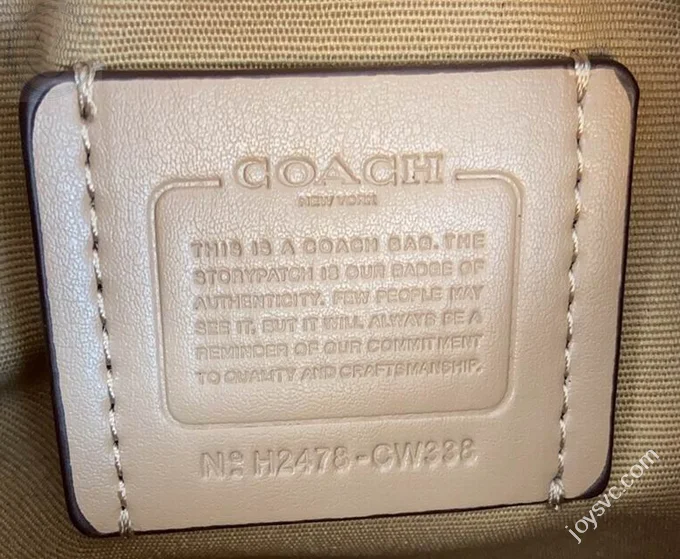 COACH
NEW YORK
THIS IS A COACH BAG. THE
STORYPATCH IS OUR BADGE OF
AUTHENTICITY. FEW PEOPLE MAY
SEE IT, BUT IT WILL ALWAYS BE A
REMINDER OF OUR COMMITMENT
TO QUALITY AND CRAFTSMANSHIP.
No H2478-CW338
joysvc.com